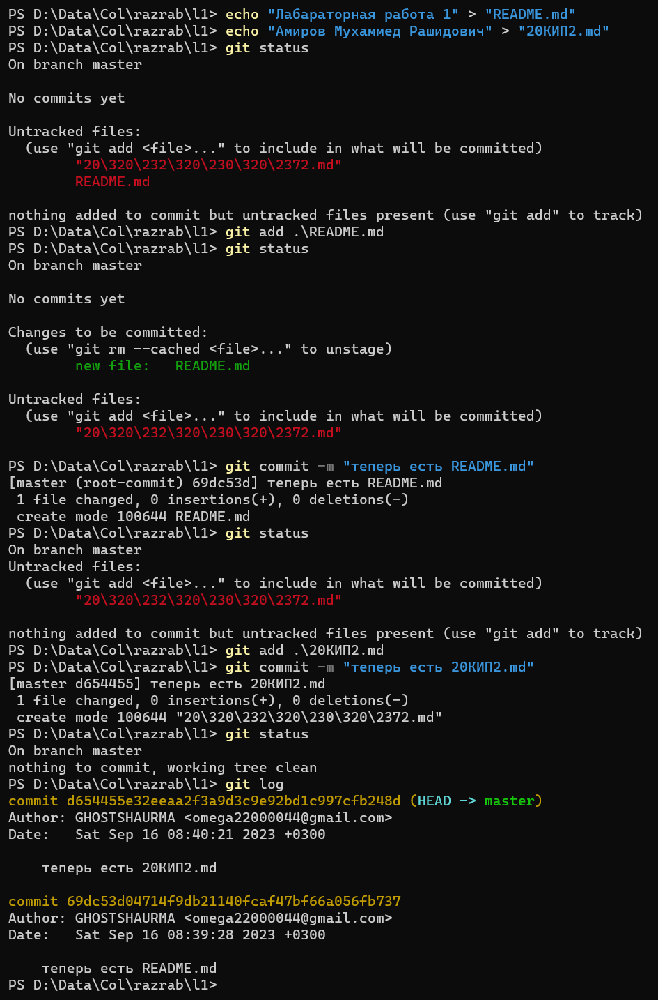 PS D:\Data\Col\razrab\l1> echo "Лабараторная работа 1" > "README.md"
PS D:\Data\Col\razrab\l1> echo "Амиров Мухаммед Рашидович" > "20КИП2.md"
PS D:\Data\Col\razrab\l1> git status
On branch master

No commits yet

Untracked files:
  (use "git add <file>..." to include in what will be committed)
        "20\320\232\320\230\320\2372.md"
        README.md

nothing added to commit but untracked files present (use "git add" to track)
PS D:\Data\Col\razrab\l1> git add .\README.md
PS D:\Data\Col\razrab\l1> git status
On branch master

No commits yet

Changes to be committed:
  (use "git rm --cached <file>..." to unstage)
        new file:   README.md

Untracked files:
  (use "git add <file>..." to include in what will be committed)
        "20\320\232\320\230\320\2372.md"

PS D:\Data\Col\razrab\l1> git commit -m "теперь есть README.md"
[master (root-commit) 69dc53d] теперь есть README.md
 1 file changed, 0 insertions(+), 0 deletions(-)
 create mode 100644 README.md
PS D:\Data\Col\razrab\l1> git status
On branch master
Untracked files:
  (use "git add <file>..." to include in what will be committed)
        "20\320\232\320\230\320\2372.md"

nothing added to commit but untracked files present (use "git add" to track)
PS D:\Data\Col\razrab\l1> git add .\20КИП2.md
PS D:\Data\Col\razrab\l1> git commit -m "теперь есть 20КИП2.md"
[master d654455] теперь есть 20КИП2.md
 1 file changed, 0 insertions(+), 0 deletions(-)
 create mode 100644 "20\320\232\320\230\320\2372.md"
PS D:\Data\Col\razrab\l1> git status
On branch master
nothing to commit, working tree clean
PS D:\Data\Col\razrab\l1> git log
commit d654455e32eeaa2f3a9d3c9e92bd1c997cfb248d (HEAD -> master)
Author: GHOSTSHAURMA <omega22000044@gmail.com>
Date:   Sat Sep 16 08:40:21 2023 +0300

    теперь есть 20КИП2.md

commit 69dc53d04714f9db21140fcaf47bf66a056fb737
Author: GHOSTSHAURMA <omega22000044@gmail.com>
Date:   Sat Sep 16 08:39:28 2023 +0300

    теперь есть README.md
PS D:\Data\Col\razrab\l1>